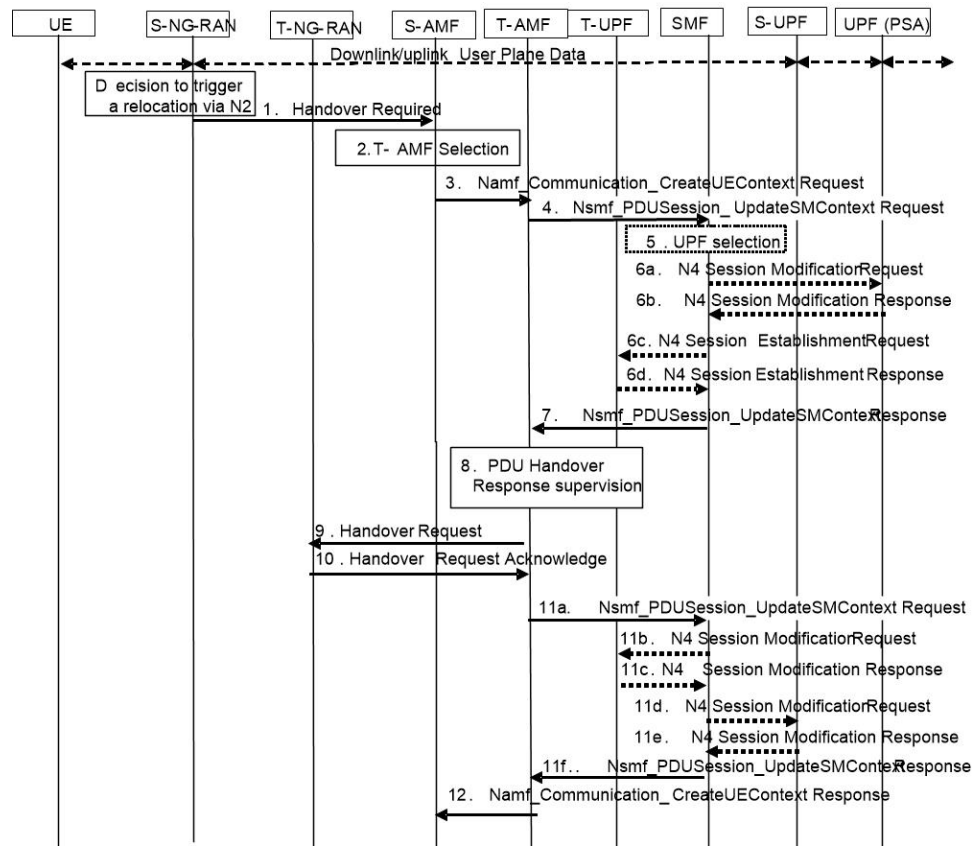 UE
S-NG-RAN
T-NG-RAN
S-AMF
T-AMF
T-UPF
SMF
S-UPF
UPF (PSA)
Downlink/uplink User Plane Data
D ecision to trigger
a relocation via N2
1. Handover Required
2.T- AMF Selection
3. Namf_Communication_CreateUEContext Request
4. Nsmf_PDUSession_ UpdateSMContext Request
5 . UPF selection
6a. N4 Session ModificationRequest
6b. N4 Session Modification Response
6c. N4 Session EstablishmentRequest
6d. N4 Session Establishment Response
7. Nsmf_PDUSession_UpdateSMContextResponse
8. PDU Handover
Response supervision
9 . Handover Request
10 . Handover Request Acknowledge
11a. Nsmf_PDUSession_UpdateSMContext Request
11b. N4 Session ModificationRequest
11c. N4 Session Modification Response
11d. N4 Session ModificationRequest
11e. N4 Session Modification Response
11f.. Nsmf_PDUSession_UpdateSMContextResponse
12. Namf_Communication_ CreateUEContext Response